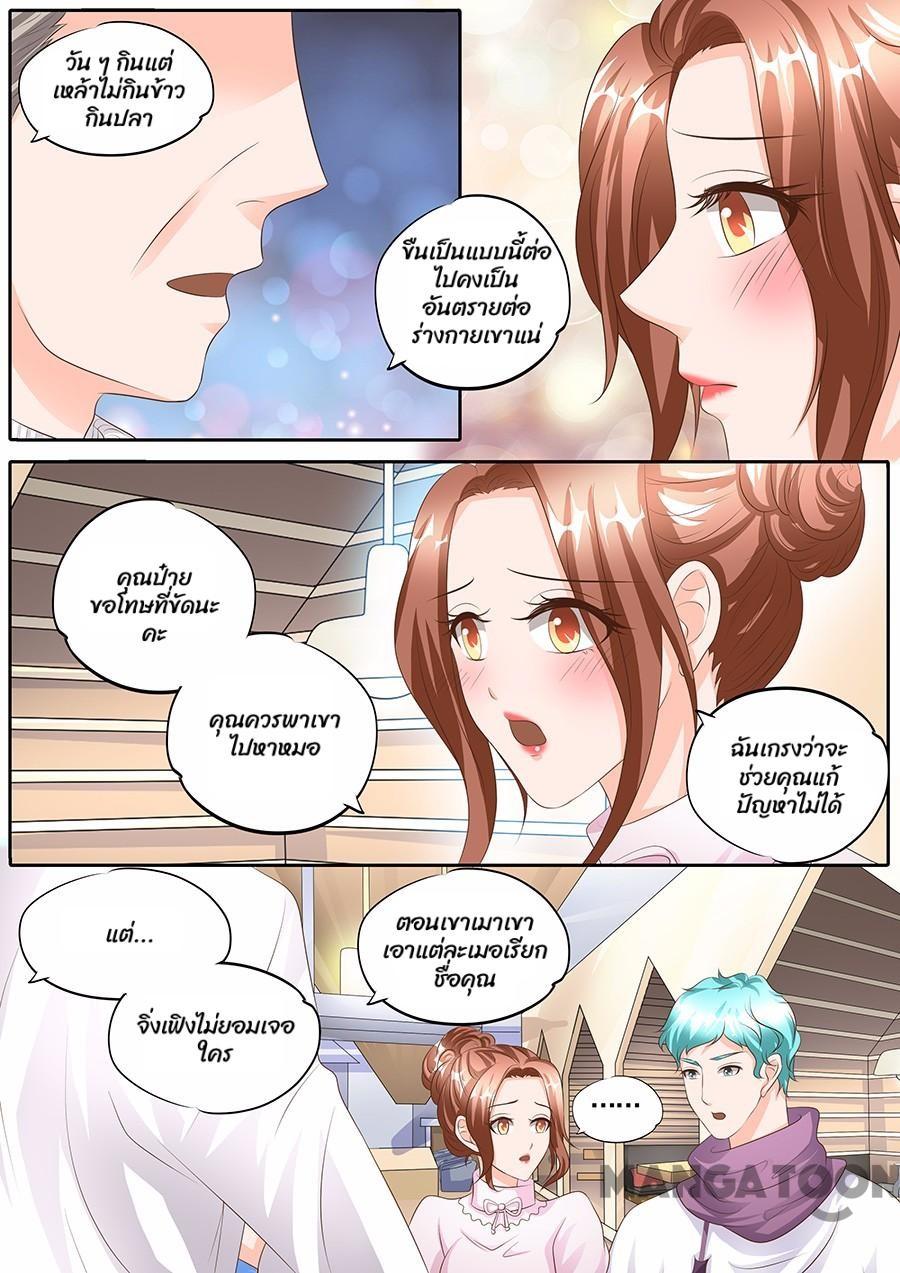 วัน ๆ กินแต่
เหล้าไม่กินข้าว
กินปลา
ขืนเป็นแบบนี้ต่อ
ไปคงเป็น
อันตรายต่อ
ร่างกายเขาแน่
คุณป๋าย
ขอโทษที่ขัดนะ
คะ
คุณควรพาเขา
ไปหาหมอ
ฉันเกรงว่าจะ
ช่วยคุณแก้
ปัญหาไม่ได้
แต่...
จิ่งเฟิงไม่ยอมเจอ
ใคร
ตอนเขาเมาเขา
เอาแต่ละเมอเรียก
ชื่อคุณ
......
MANGATOON